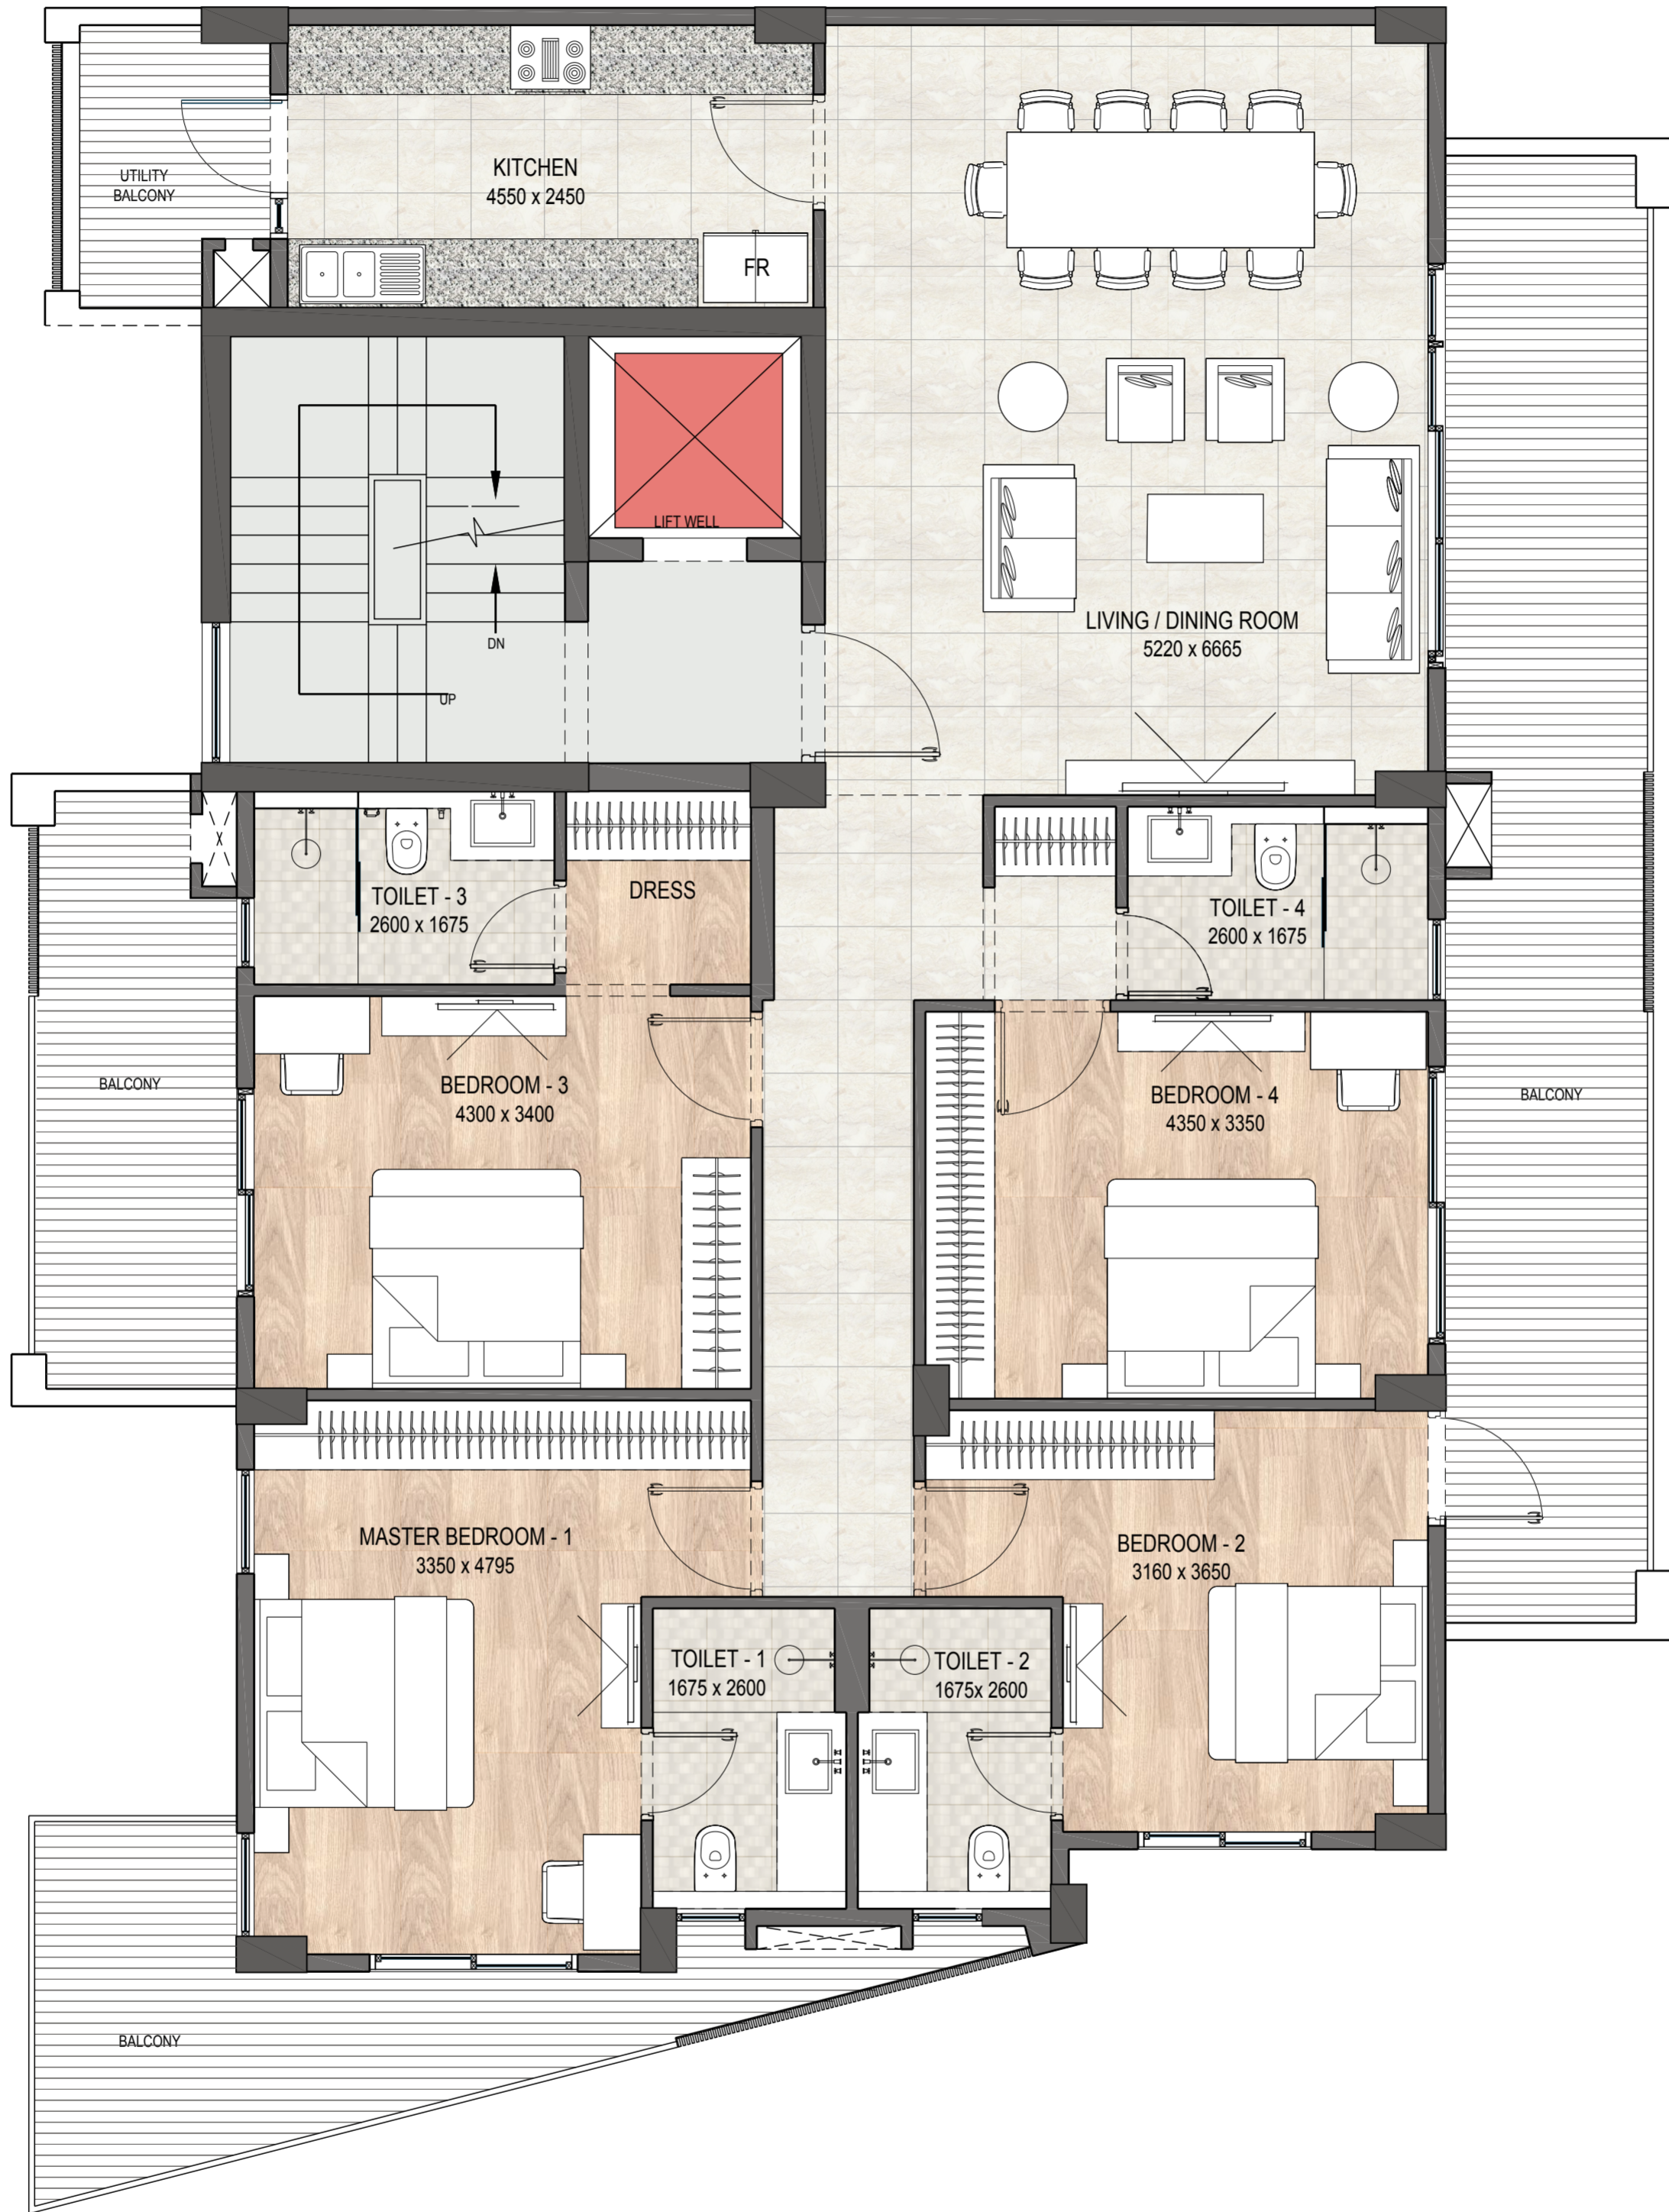 UTILITY
BALCONY
KITCHEN
4550 x 2450
FR
LIFT WELL
DN
UP
LIVING / DINING ROOM
5220 x 6665
TOILET - 3
2600 x 1675
DRESS
TOILET - 4
2600 x 1675
BALCONY
BEDROOM - 3
4300 x 3400
BEDROOM - 4
4350 x 3350
BALCONY
MASTER BEDROOM - 1
3350 x 4795
BEDROOM - 2
3160 x 3650
TOILET - 1
1675 x 2600
TOILET - 2
1675x 2600
BALCONY